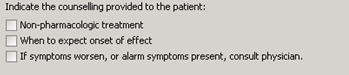 Indicate the counselling provided to the patient:
Non-pharmacologic treatment
When to expect onset of effect
If symptoms worsen, or alarm symptoms present, consult physician.